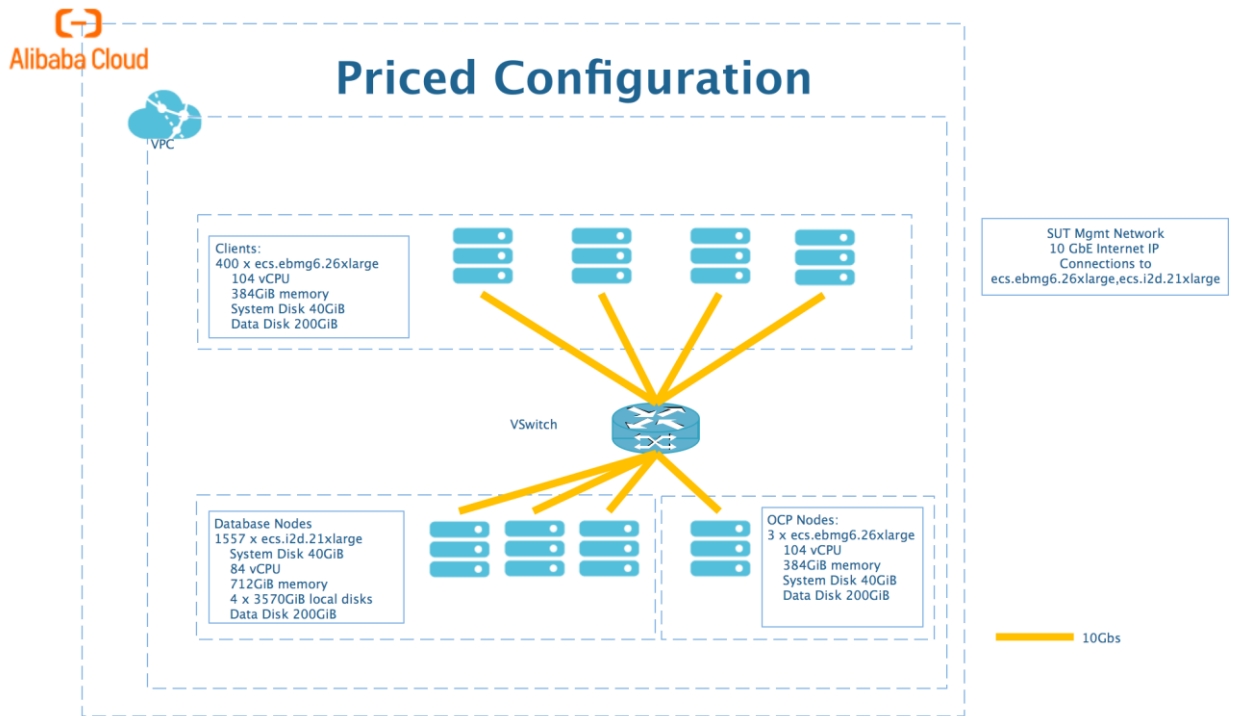 Alibaba Cloud
Priced Configuration
VPC
Clients:
400 x ecs.ebmg6.26xlarge
104 vCPU
384GiB memory
System Disk 40GiB
Data Disk 200GiB
SUT Mgmt Network
10 GbE Internet IP
Connections to
ecs.ebmg6.26xlarge,ecs.i2d.21xlarge
VSwitch
Database Nodes
1557 x ecs.i2d.21xlarge
System Disk 40GiB
84 vCPU
712GiB memory
4 x 3570GiB local disks
Data Disk 200GiB
OCP Nodes:
3 x ecs.ebmg6.26xlarge
104 vCPU
384GiB memory
System Disk 40GiB
Data Disk 200GiB
10Gbs